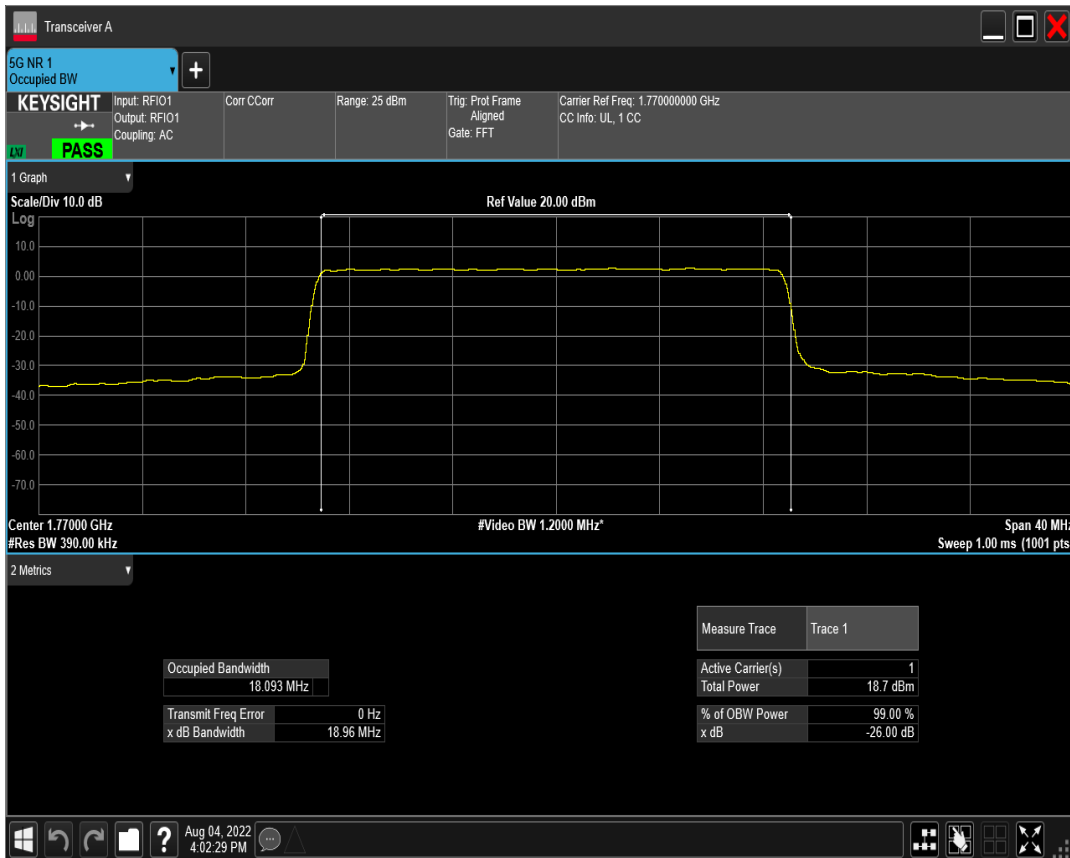 Transceiver A
5G NR 1
Occupied BW
+
KEYSIGHT
LXI
PASS
Input: RFIO1
Output: RFIO1
Coupling: AC
Corr CCorr
Range: 25 dBm
Trig: Prot Frame
Aligned
Gate: FFT
Carrier Ref Freq: 1.770000000 GHz
CC Info: UL, 1 CC
1 Graph
Scale/Div 10.0 dB
Ref Value 20.00 dBm
Log
10.0
0.00
-10.0
-20.0
-30.0
-40.0
-50.0
-60.0
-70.0
Center 1.77000 GHz
#Video BW 1.2000 MHz*
Span 40 MHz
#Res BW 390.00 kHz
Sweep 1.00 ms (1001 pts
2 Metrics
Measure Trace Trace 1
Occupied Bandwidth
18.093 MHz
Active Carrier(s) 1
Total Power 18.7 dBm
Transmit Freq Error 0 Hz
x dB Bandwidth 18.96 MHz
% of OBW Power 99.00 %
x dB -26.00 dB
?
Aug 04, 2022
4:02:29 PM